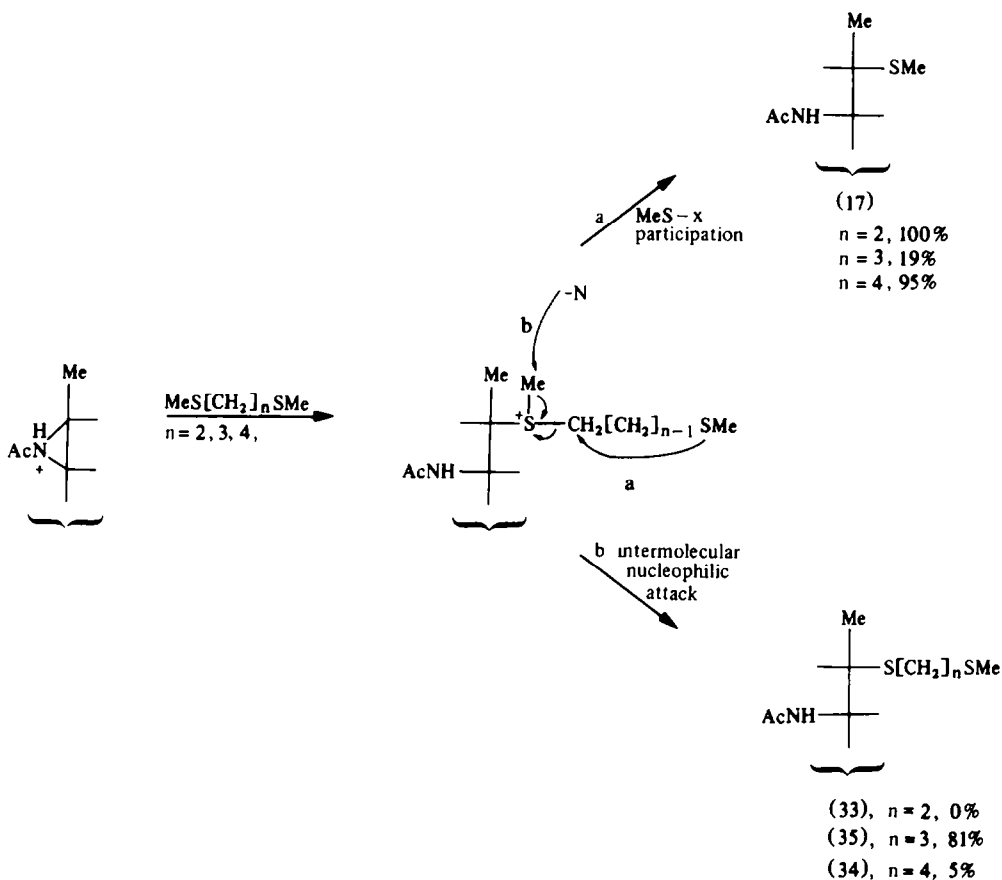 Me
SMe
AcNH
(17)
n = 2, 100%
n = 3, 19%
n = 4, 95%
a
MeS – x
participation
-N
b
Me
H
AcN
+
MeS[CH₂]ₙSMe
n = 2, 3, 4,
Me
Me
+
S
CH₂[CH₂]ₙ₋₁ SMe
AcNH
a
b intermolecular
nucleophilic
attack
Me
S[CH₂]ₙSMe
AcNH
(33), n = 2, 0%
(35), n = 3, 81%
(34), n = 4, 5%